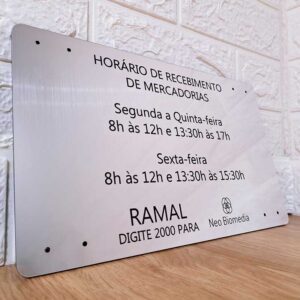 HORÁRIO DE RECEBIMENTO
DE MERCADORIAS
Segunda a Quinta-feira
8h às 12h e 13:30h às 17h
Sexta-feira
8h às 12h e 13:30h às 15:30h
RAMAL
DIGITE 2000 PARA
Neo Biomedia